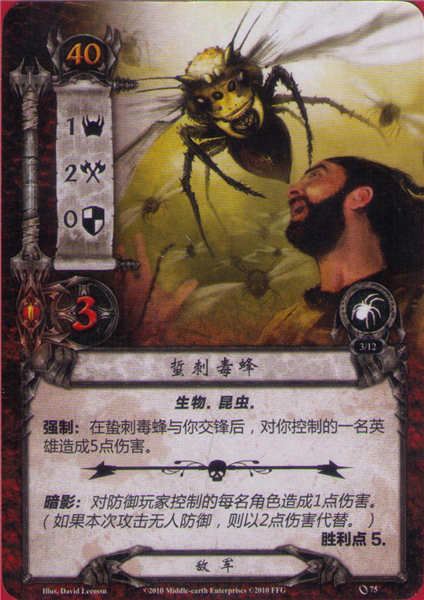 40
1
2
0
3
3/12
蜇刺毒蜂
生物. 昆虫.
强制：在蛰刺毒蜂与你交锋后，对你控制的一名英
雄造成5点伤害。
暗影：对防御玩家控制的每名角色造成1点伤害。
（如果本次攻击无人防御，则以2点伤害代替。）
胜利点 5.
敌军
Illus. David Lecossu
©2010 Middle-earth Enterprises ©2010 FFG
75